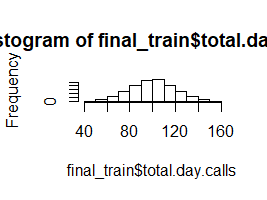 stogram of final_train$total.da
Frequency
0
40 80 120 160
final_train$total.day.calls